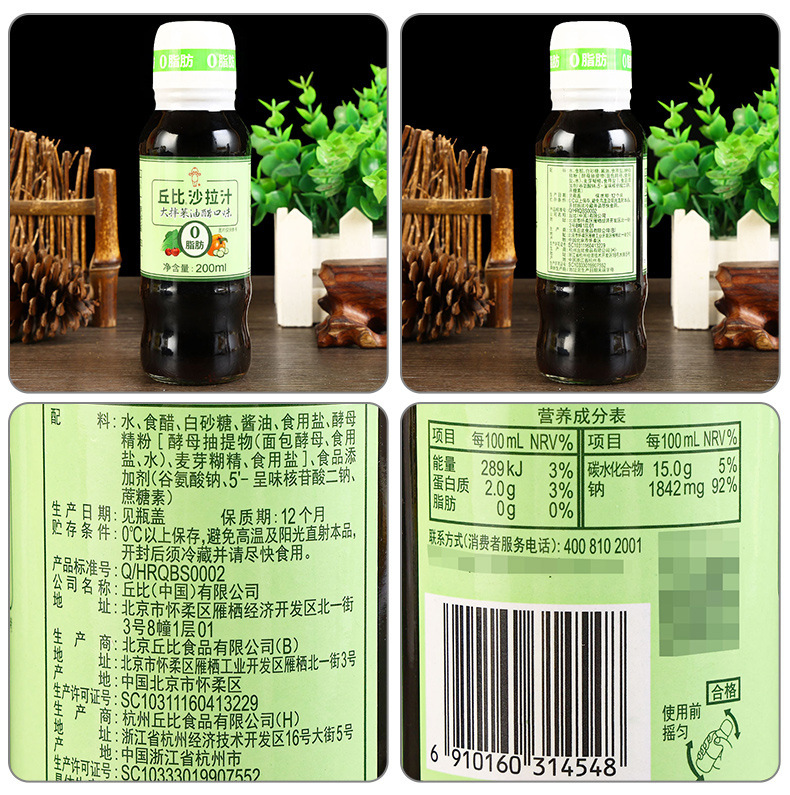 0脂肪
0
丘比沙拉汁
大拌菜油醋口味
0
脂肪
净含量：200ml
0脂肪
0
Q/HRQBS0002
SC10311160413229
SC10333019907552
配料：水、食醋、白砂糖、酱油、食用盐、酵母
精粉[酵母抽提物(面包酵母、食用
盐、水)、麦芽糊精、食用盐]、食品添
加剂(谷氨酸钠、5'-呈味核苷酸二钠、
蔗糖素)
生产日期：见瓶盖 保质期：12个月
贮存条件：0℃以上保存，避免高温及阳光直射本品，
开封后须冷藏并请尽快食用。
产品标准号：Q/HRQBS0002
公司名称：丘比(中国)有限公司
地址：北京市怀柔区雁栖经济开发区北一街
3号8幢1层01
生产商：北京丘比食品有限公司(B)
地址：北京市怀柔区雁栖工业开发区雁栖北一街3号
产地：中国北京市怀柔区
生产许可证号：SC10311160413229
生产商：杭州丘比食品有限公司(H)
地址：浙江省杭州经济技术开发区16号大街5号
产地：中国浙江省杭州市
生产许可证号：SC10333019907552
营养成分表
项目 每100mL NRV% 项目 每100mL NRV%
能量 289kJ 3% 碳水化合物 15.0g 5%
蛋白质 2.0g 3% 钠 1842mg 92%
脂肪 0g 0%
联系方式(消费者服务电话)：400 810 2001
合格
使用前
摇匀
6 910160 314548